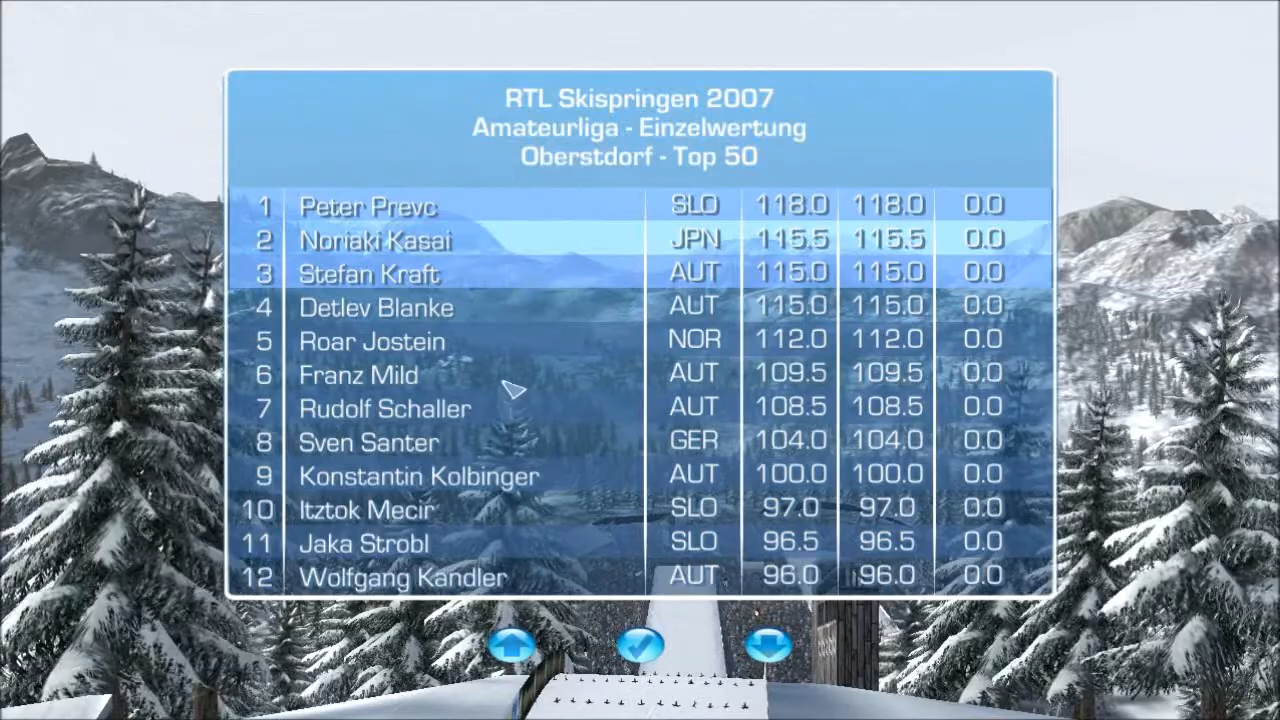 RTL Skispringen 2007
Amateurliga - Einzelwertung
Oberstdorf - Top 50
1 Peter Prevc SLO 118.0 118.0 0.0
2 Noriaki Kasai JPN 115.5 115.5 0.0
3 Stefan Kraft AUT 115.0 115.0 0.0
4 Detlev Blanke AUT 115.0 115.0 0.0
5 Roar Jostein NOR 112.0 112.0 0.0
6 Franz Mild AUT 109.5 109.5 0.0
7 Rudolf Schaller AUT 108.5 108.5 0.0
8 Sven Santer GER 104.0 104.0 0.0
9 Konstantin Kolbinger AUT 100.0 100.0 0.0
10 Itztok Mecir SLO 97.0 97.0 0.0
11 Jaka Strobl SLO 96.5 96.5 0.0
12 Wolfgang Kandler AUT 96.0 96.0 0.0